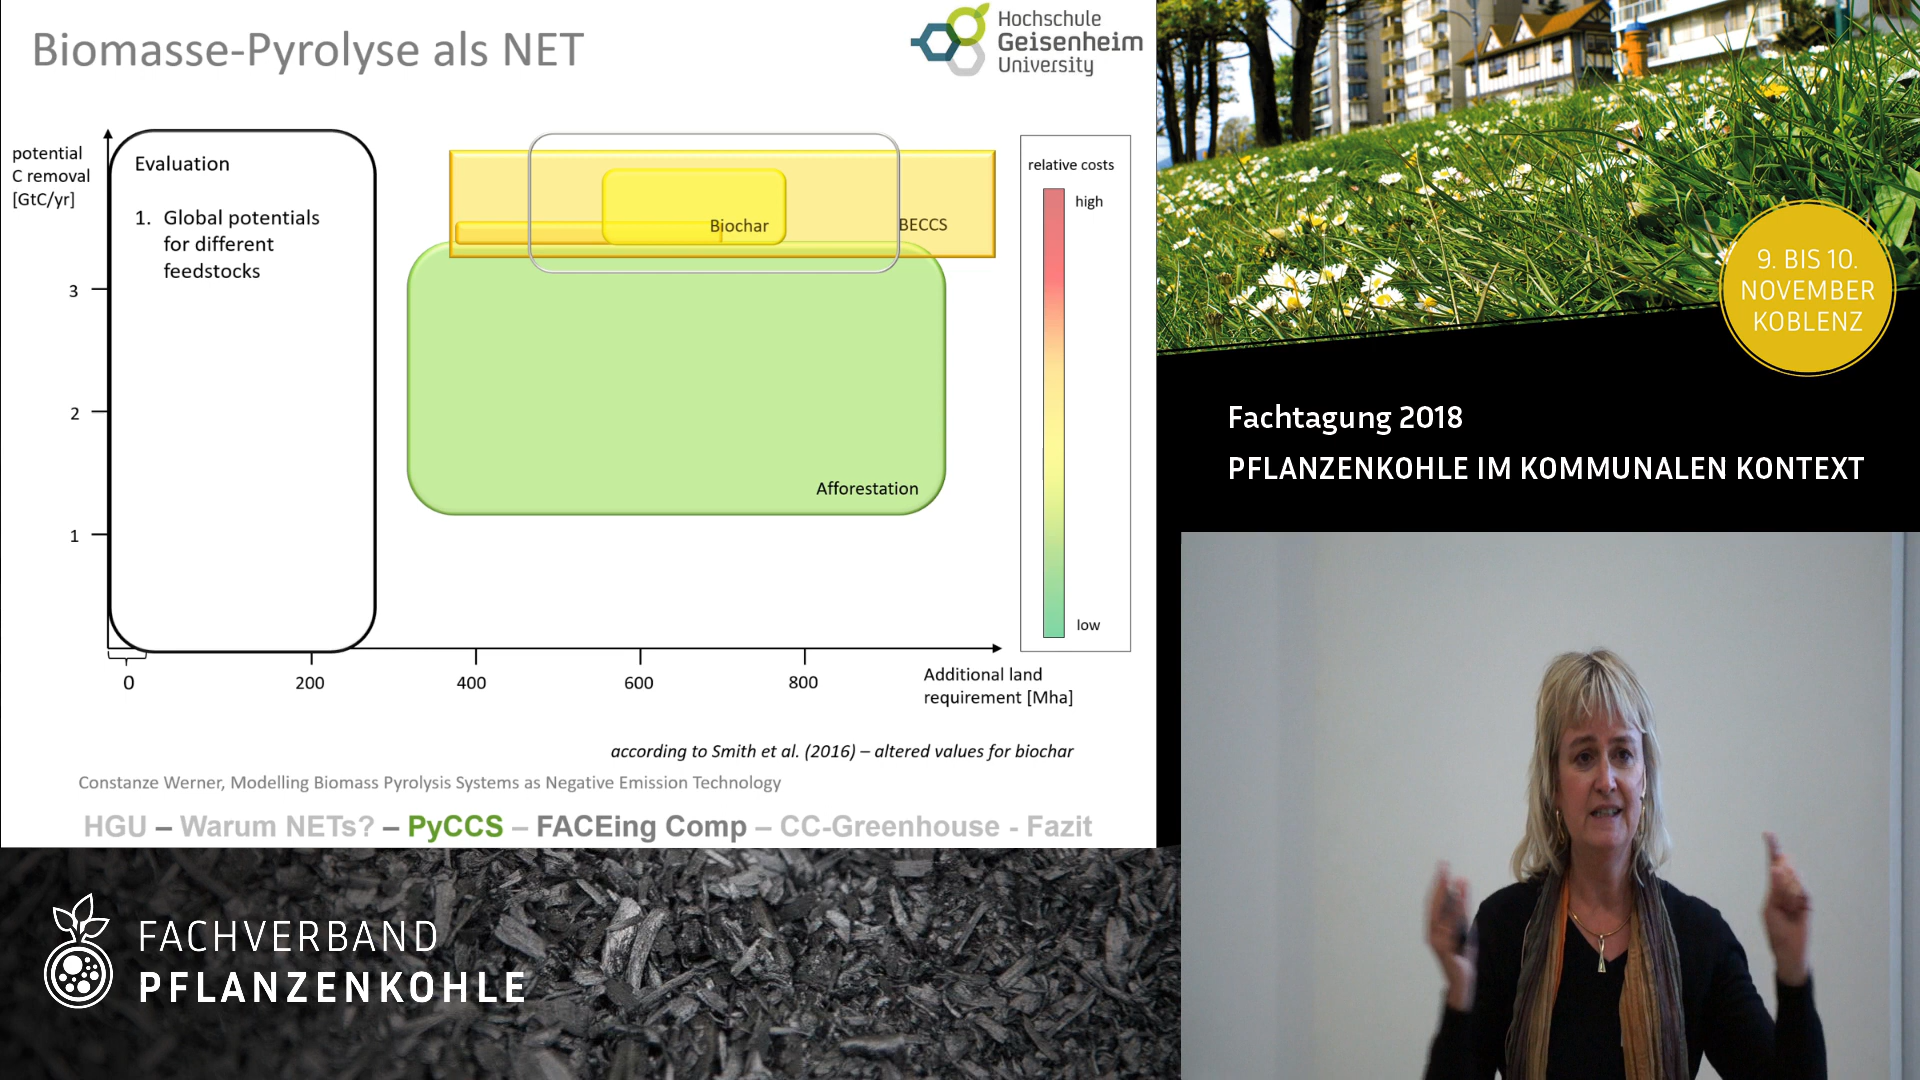 Biomasse-Pyrolyse als NET
Hochschule
Geisenheim
University
potential
C removal
[GtC/yr]
Evaluation
1. Global potentials
for different
feedstocks
Biochar
BECCS
Afforestation
relative costs
high
low
3
2
1
0
200
400
600
800
Additional land
requirement [Mha]
according to Smith et al. (2016) – altered values for biochar
Constanze Werner, Modelling Biomass Pyrolysis Systems as Negative Emission Technology
HGU – Warum NETs? – PyCCS – FACEing Comp – CC-Greenhouse - Fazit
9. BIS 10.
NOVEMBER
KOBLENZ
Fachtagung 2018
PFLANZENKOHLE IM KOMMUNALEN KONTEXT
FACHVERBAND
PFLANZENKOHLE